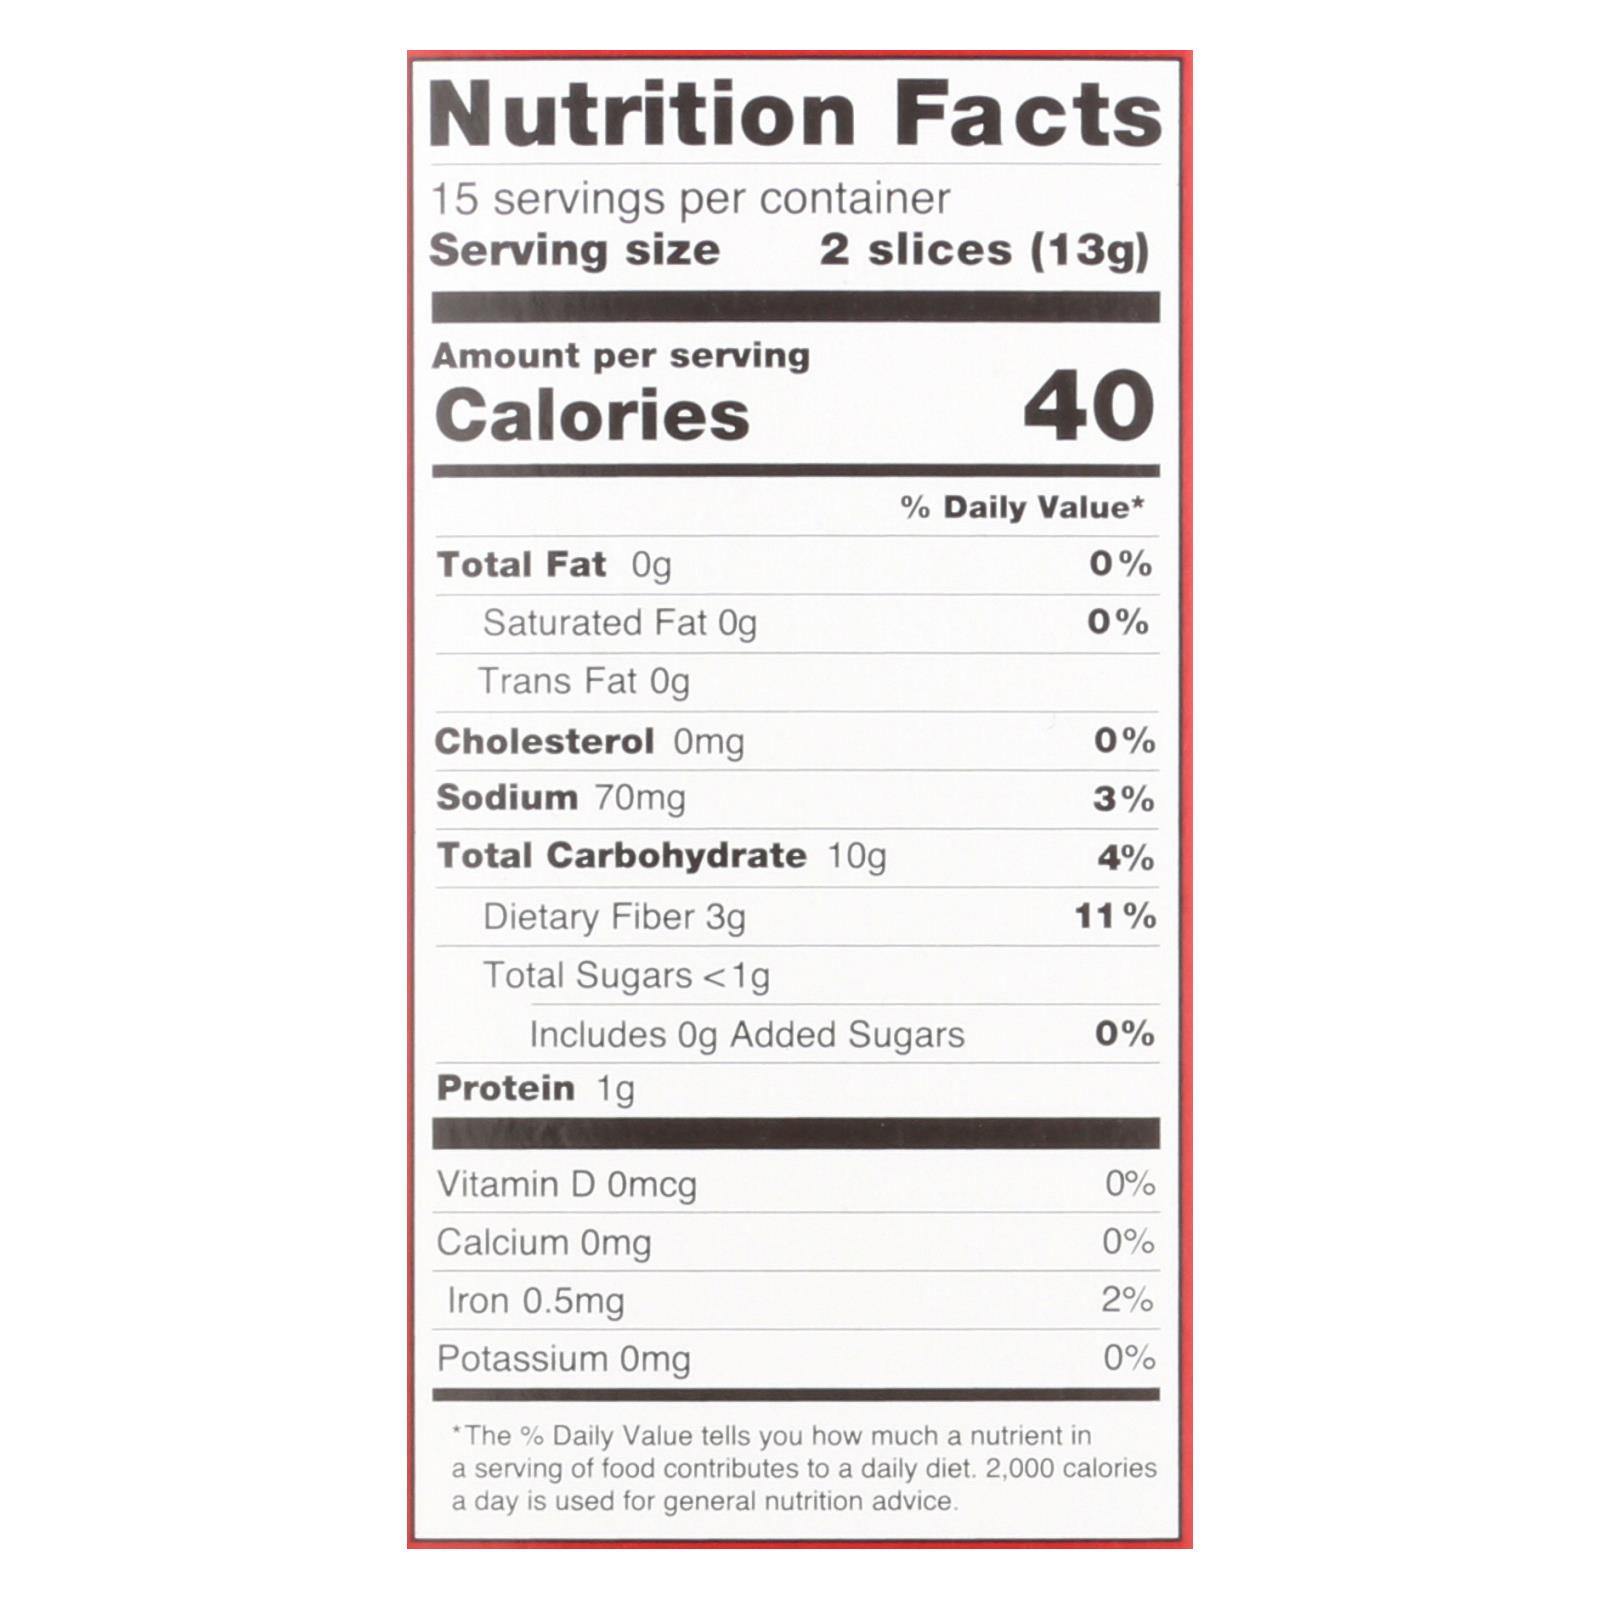 Nutrition Facts
15 servings per container
Serving size 2 slices (13g)
Amount per serving
Calories 40
% Daily Value*
Total Fat 0g 0%
Saturated Fat 0g 0%
Trans Fat 0g
Cholesterol 0mg 0%
Sodium 70mg 3%
Total Carbohydrate 10g 4%
Dietary Fiber 3g 11%
Total Sugars <1g
Includes 0g Added Sugars 0%
Protein 1g
Vitamin D 0mcg 0%
Calcium 0mg 0%
Iron 0.5mg 2%
Potassium 0mg 0%
*The % Daily Value tells you how much a nutrient in
a serving of food contributes to a daily diet. 2,000 calories
a day is used for general nutrition advice.